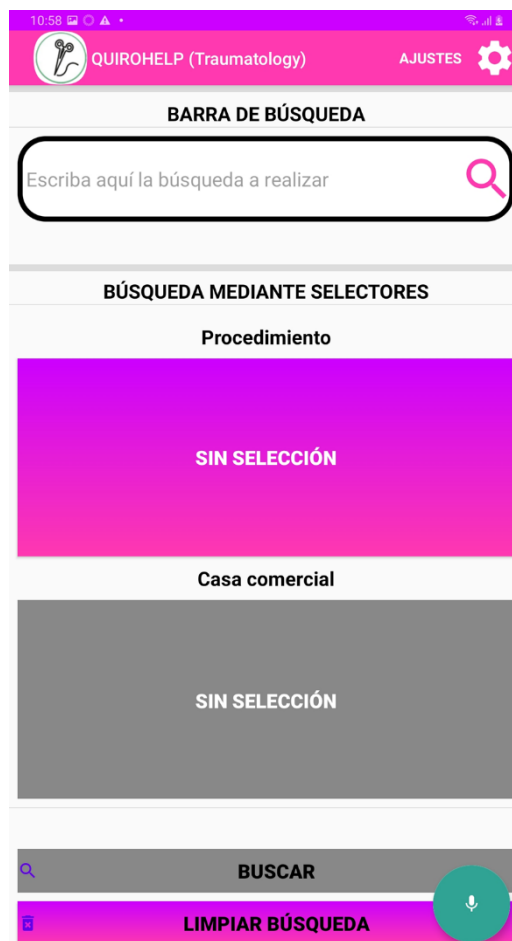 10:58
QUIROHELP (Traumatology) AJUSTES
BARRA DE BÚSQUEDA
Escriba aquí la búsqueda a realizar
BÚSQUEDA MEDIANTE SELECTORES
Procedimiento
SIN SELECCIÓN
Casa comercial
SIN SELECCIÓN
BUSCAR
LIMPIAR BÚSQUEDA